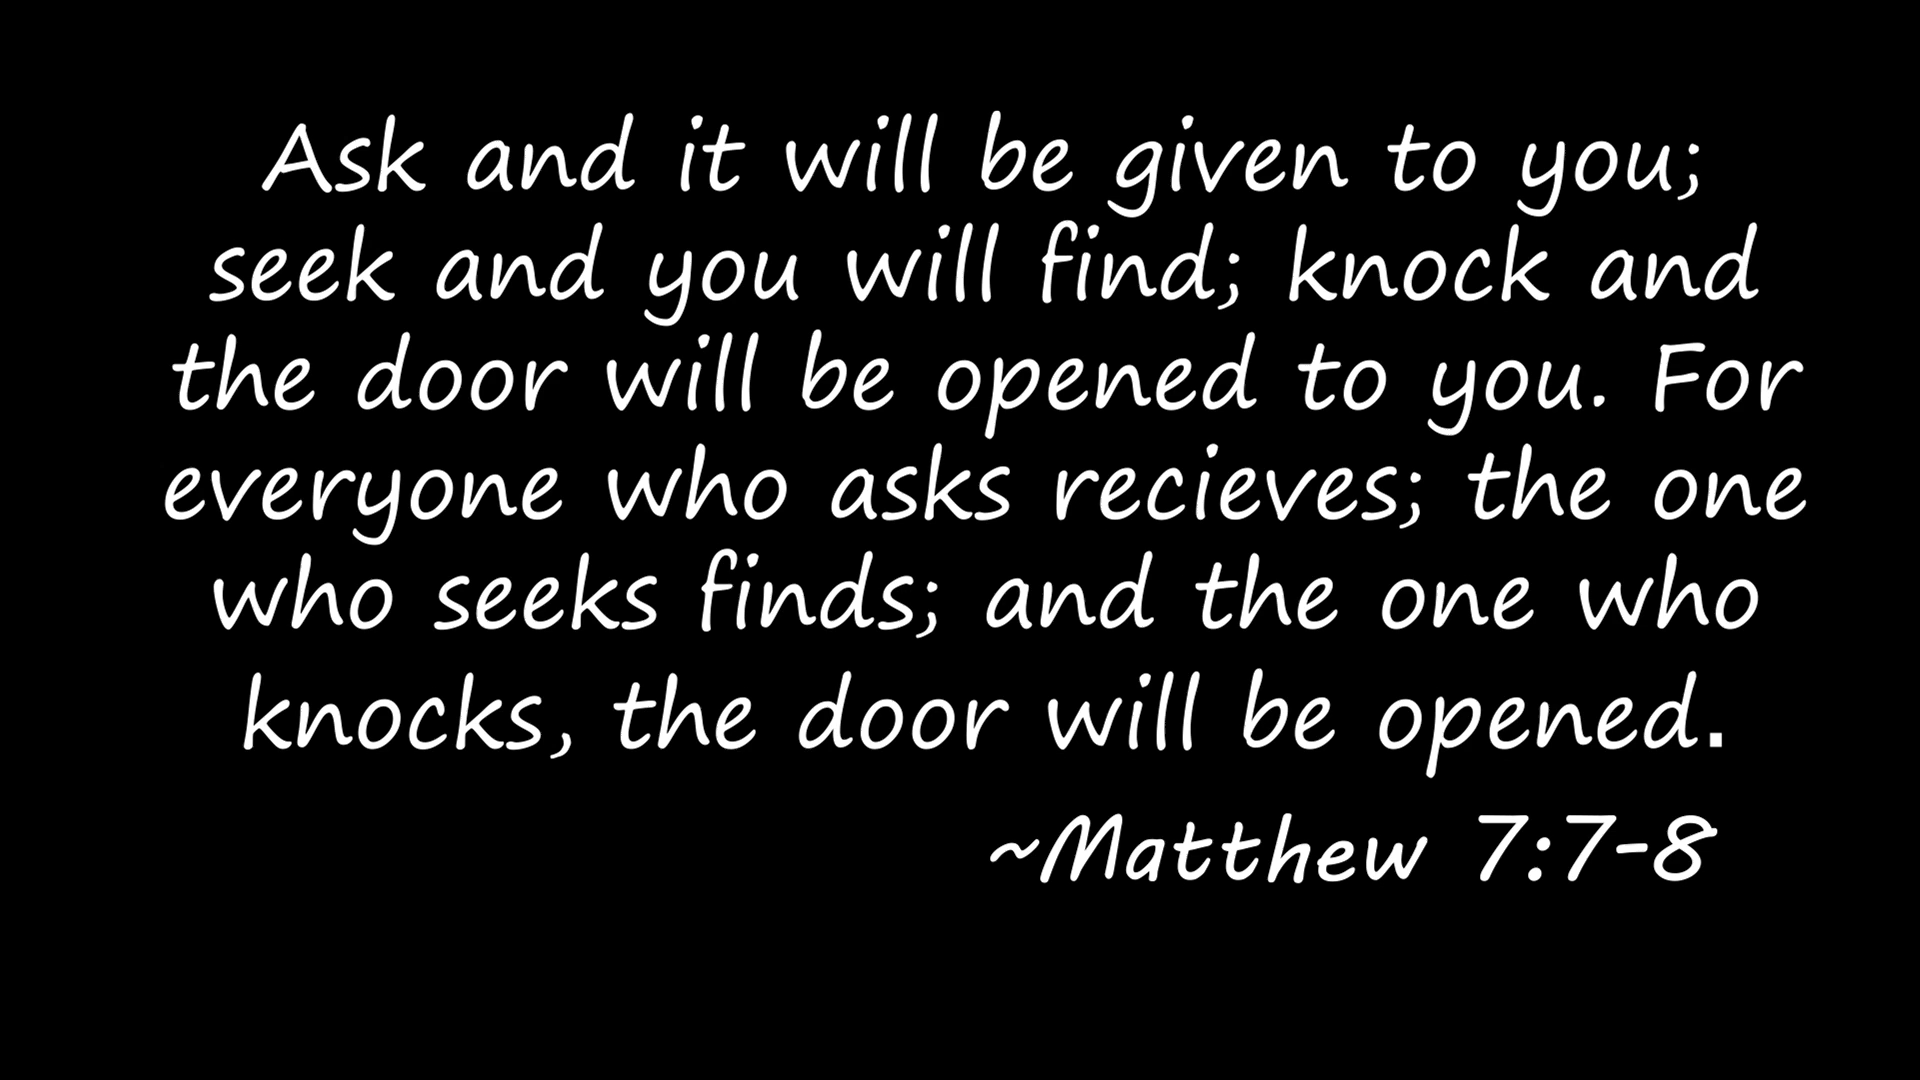 Ask and it will be given to you;
seek and you will find; knock and
the door will be opened to you. For
everyone who asks recieves; the one
who seeks finds; and the one who
knocks, the door will be opened.
~Matthew 7:7-8